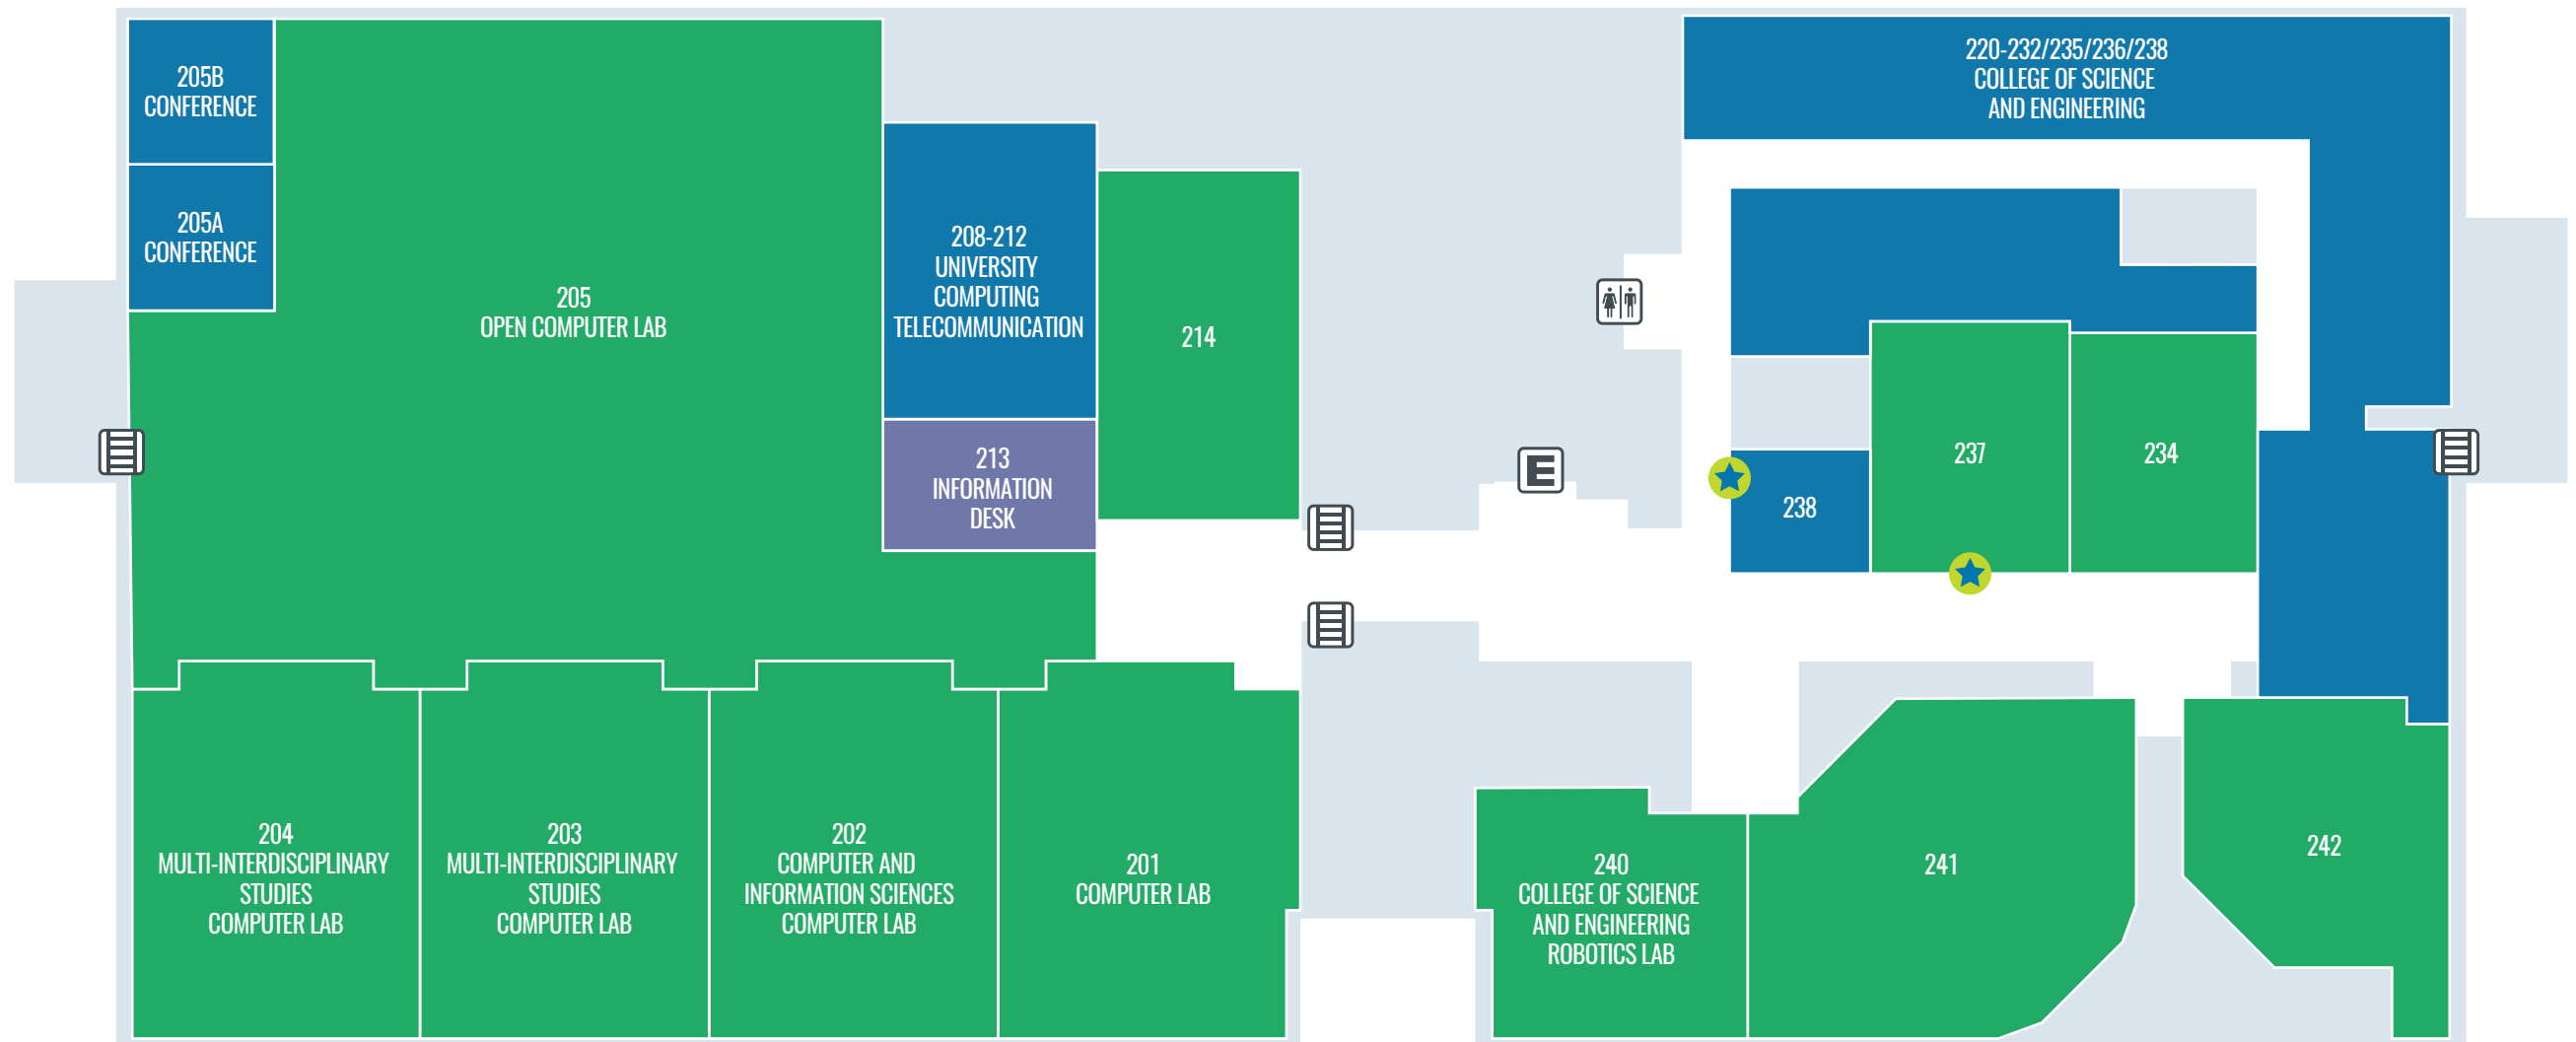 205B
CONFERENCE
205A
CONFERENCE
205
OPEN COMPUTER LAB
208-212
UNIVERSITY
COMPUTING
TELECOMMUNICATION
213
INFORMATION
DESK
214
220-232/235/236/238
COLLEGE OF SCIENCE
AND ENGINEERING
E
238
237
234
204
MULTI-INTERDISCIPLINARY
STUDIES
COMPUTER LAB
203
MULTI-INTERDISCIPLINARY
STUDIES
COMPUTER LAB
202
COMPUTER AND
INFORMATION SCIENCES
COMPUTER LAB
201
COMPUTER LAB
240
COLLEGE OF SCIENCE
AND ENGINEERING
ROBOTICS LAB
241
242